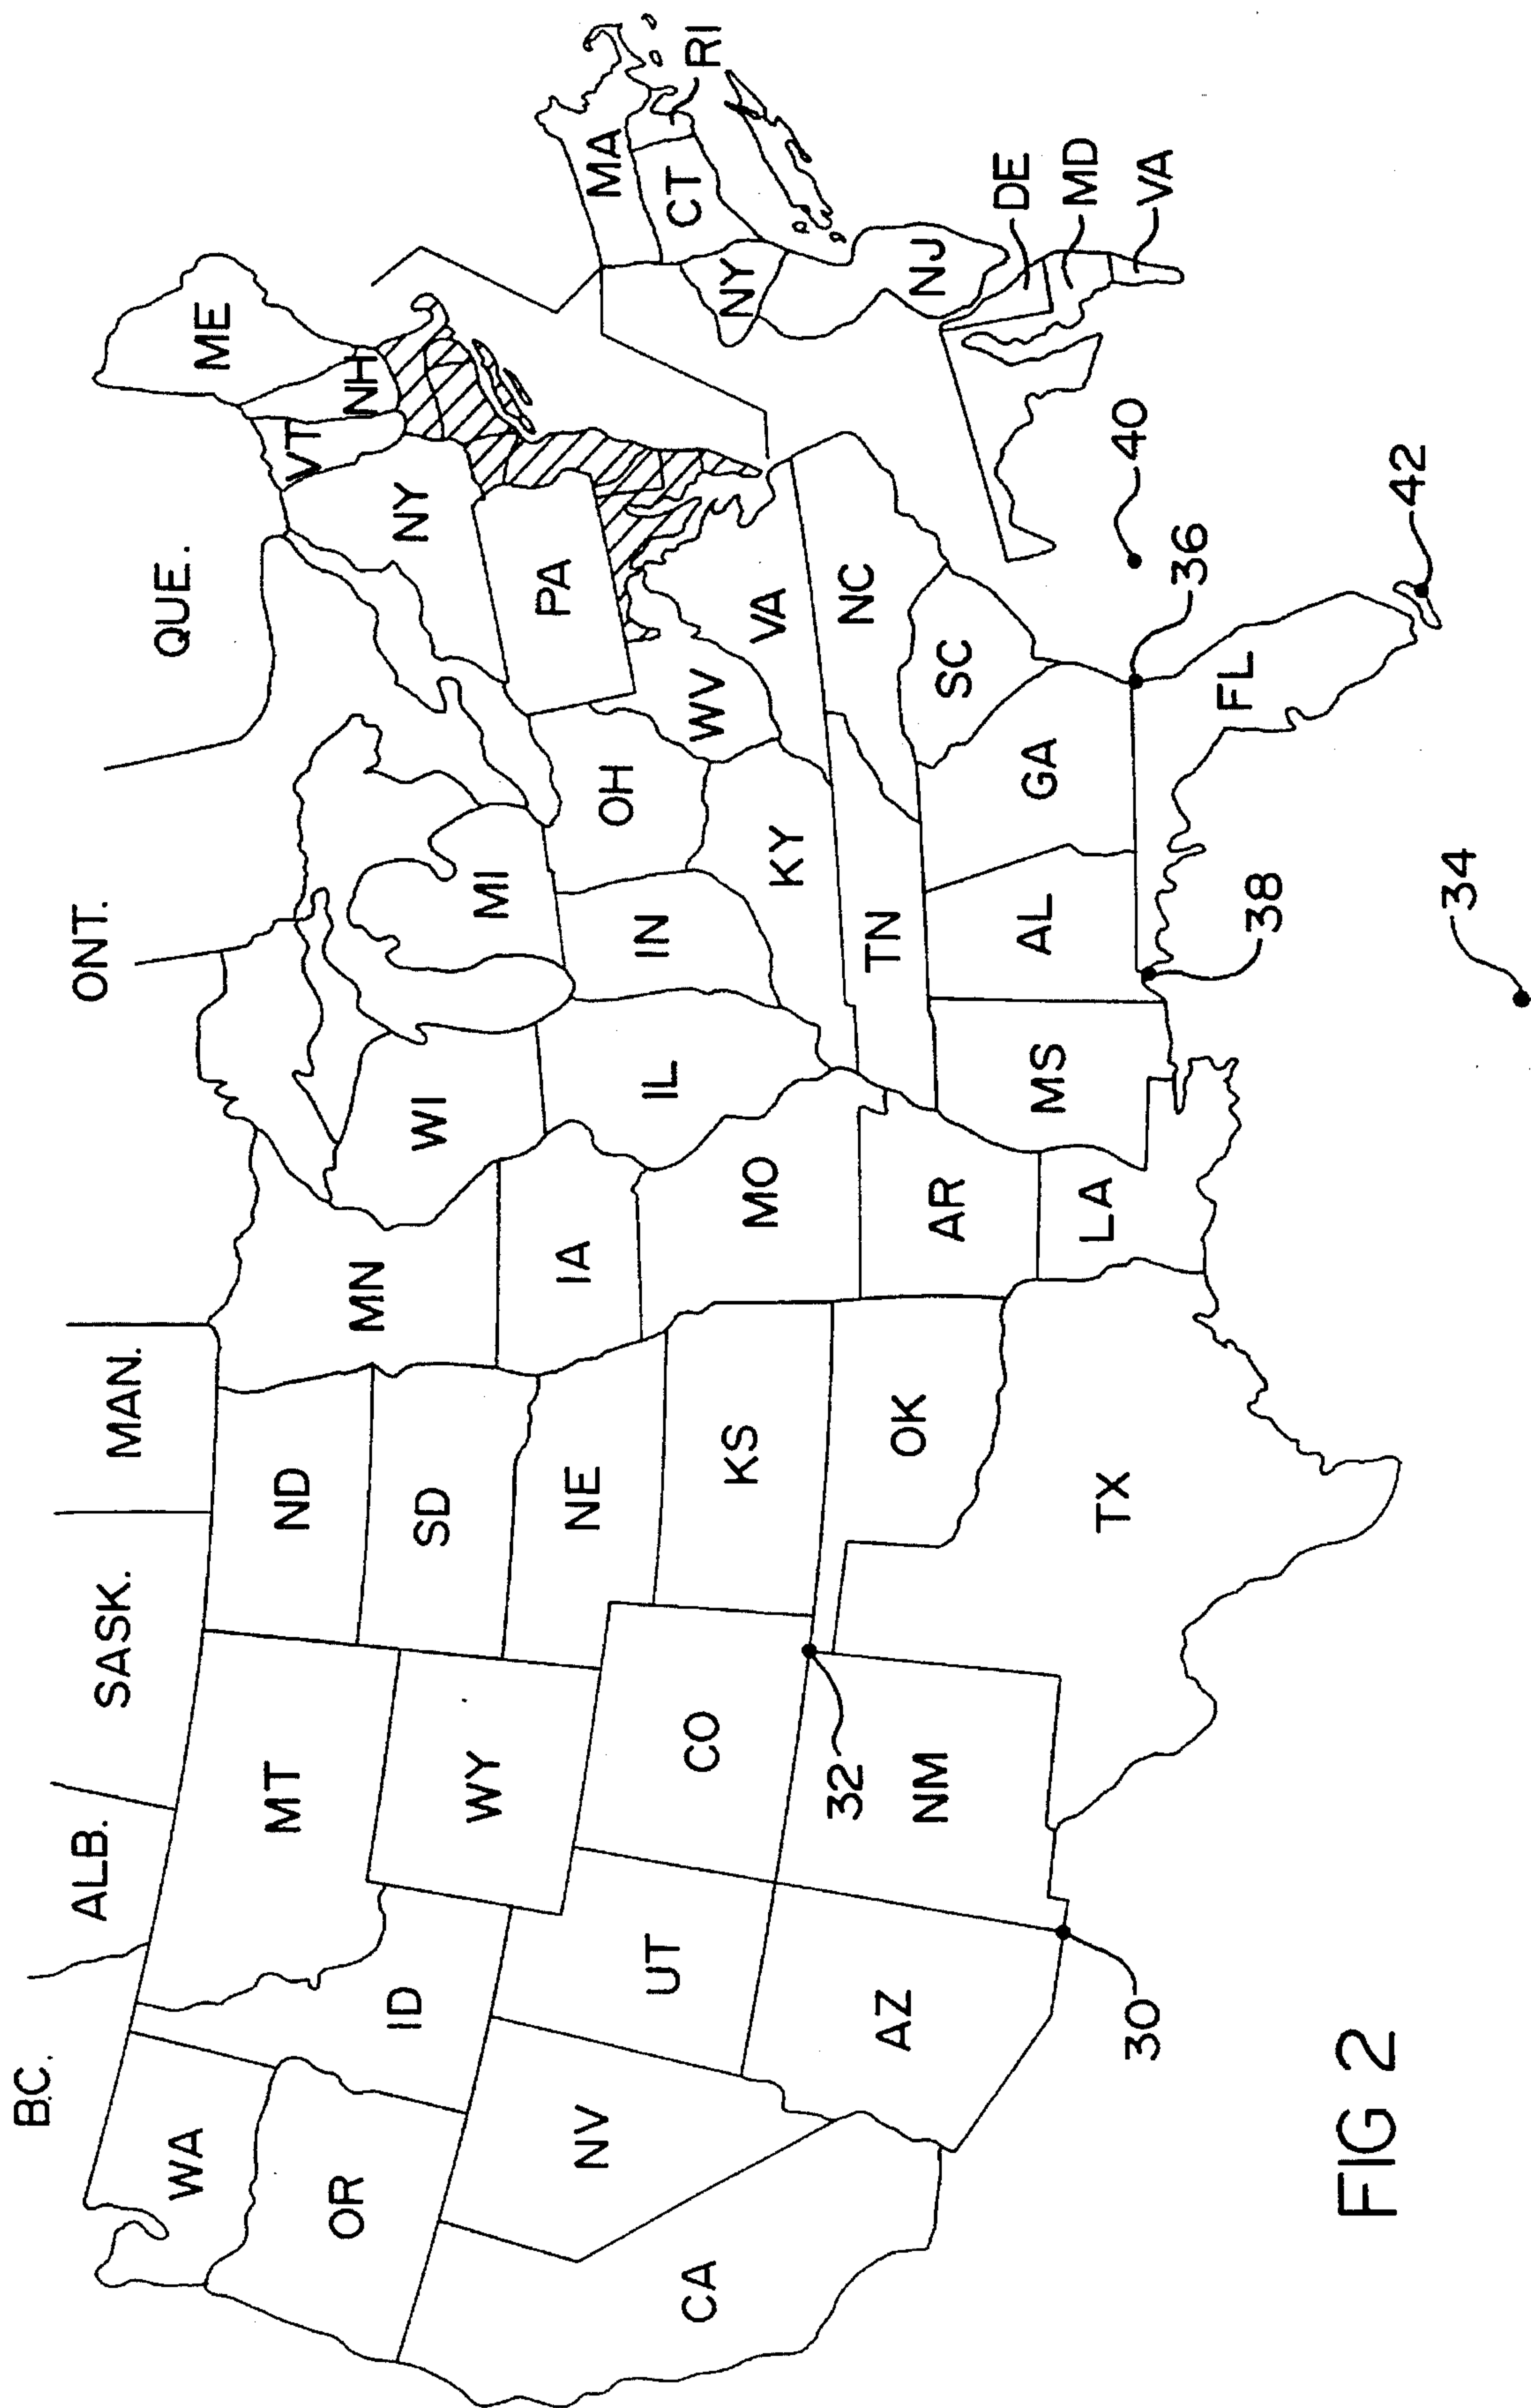 B.C.
ALB.
SASK.
MAN.
ONT.
QUE.
WA
MT
ND
MN
ME
VT
NH
OR
ID
WY
SD
WI
MI
NY
MA
CT
RI
NV
UT
CO
NE
IA
IL
IN
OH
PA
NY
NJ
CA
AZ
NM
KS
MO
KY
WV
VA
DE
MD
VA
32
OK
AR
TN
NC
SC
30
TX
LA
MS
AL
GA
FL
40
36
38
42
34
FIG 2